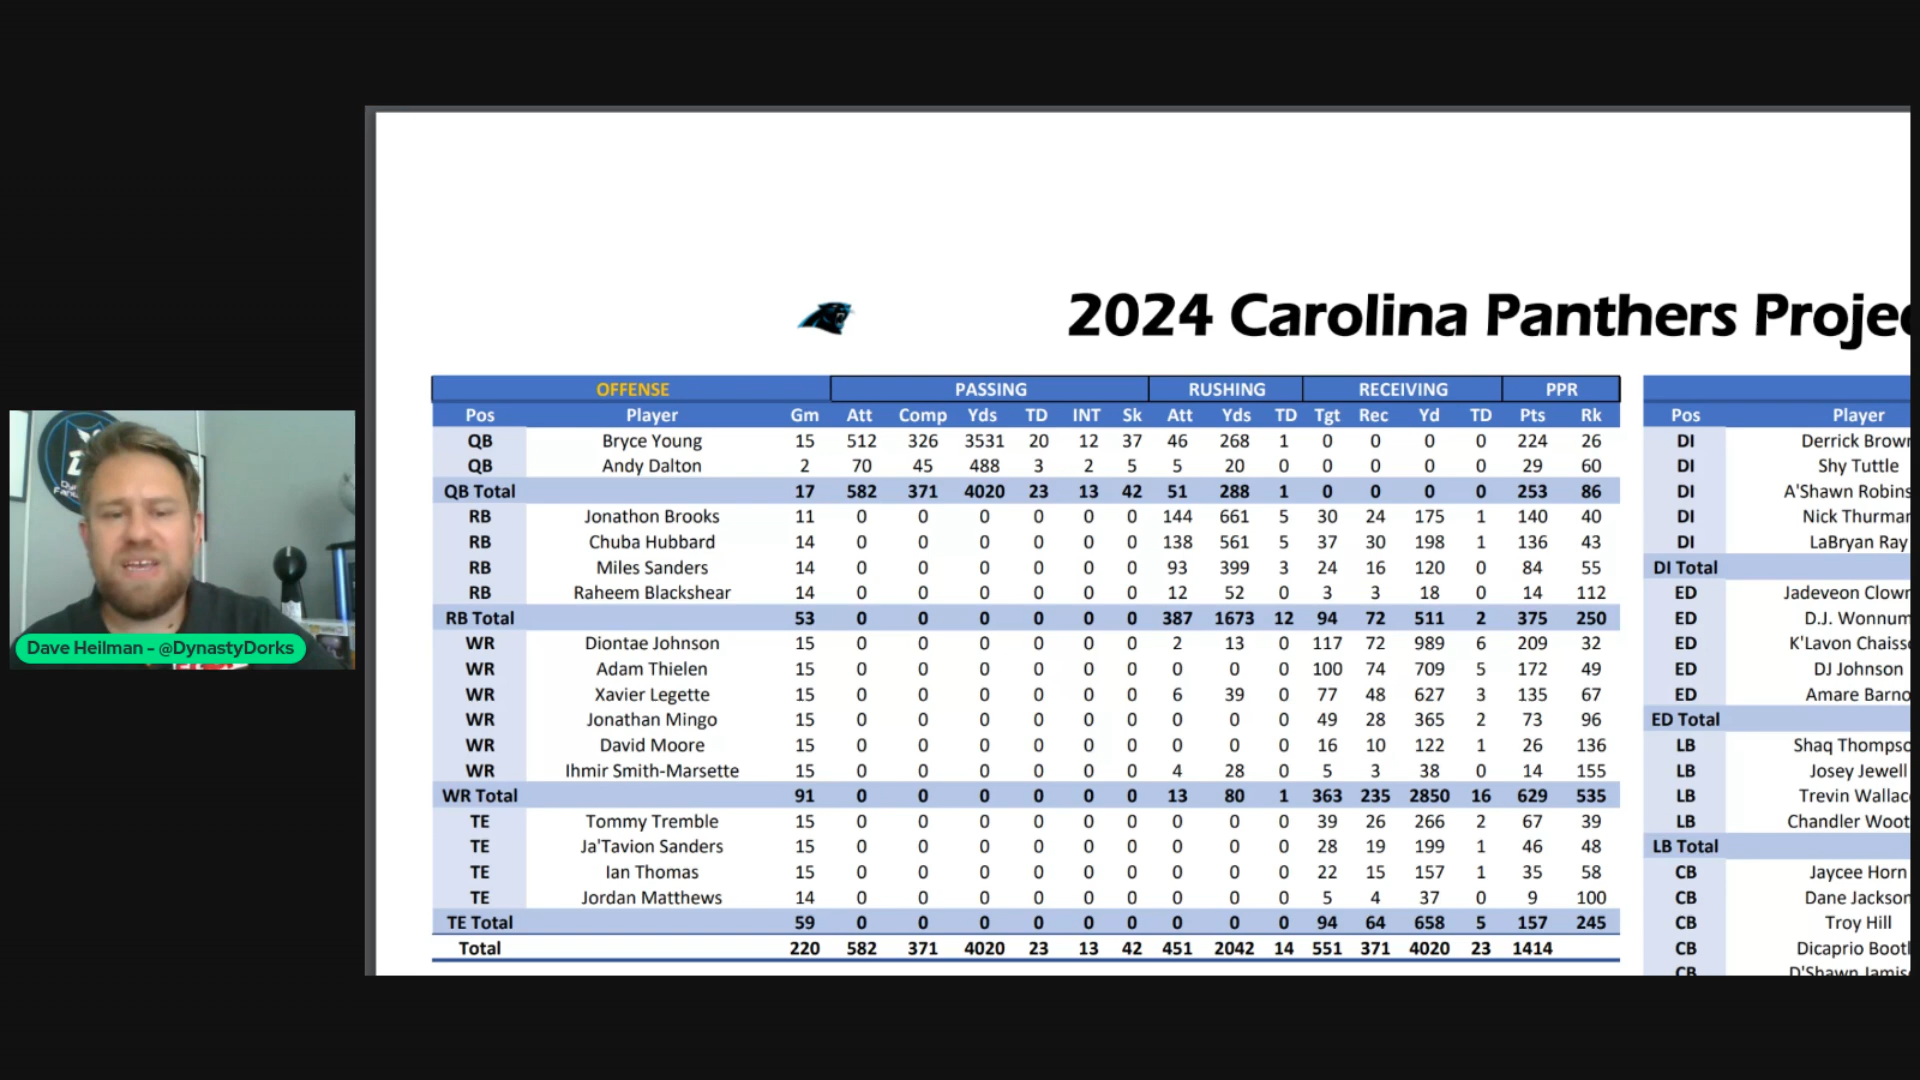 2024 Carolina Panthers Projec
OFFENSE PASSING RUSHING RECEIVING PPR
Pos Player Gm Att Comp Yds TD INT Sk Att Yds TD Tgt Rec Yd TD Pts Rk
QB Bryce Young 15 512 326 3531 20 12 37 46 268 1 0 0 0 0 224 26
QB Andy Dalton 2 70 45 488 3 2 5 5 20 0 0 0 0 0 29 60
QB Total 17 582 371 4020 23 13 42 51 288 1 0 0 0 0 253 86
RB Jonathon Brooks 11 0 0 0 0 0 0 144 661 5 30 24 175 1 140 40
RB Chuba Hubbard 14 0 0 0 0 0 0 138 561 5 37 30 198 1 136 43
RB Miles Sanders 14 0 0 0 0 0 0 93 399 3 24 16 120 0 84 55
RB Raheem Blackshear 14 0 0 0 0 0 0 12 52 0 3 3 18 0 14 112
RB Total 53 0 0 0 0 0 0 387 1673 12 94 72 511 2 375 250
WR Diontae Johnson 15 0 0 0 0 0 0 2 13 0 117 72 989 6 209 32
WR Adam Thielen 15 0 0 0 0 0 0 0 0 0 100 74 709 5 172 49
WR Xavier Legette 15 0 0 0 0 0 0 6 39 0 77 48 627 3 135 67
WR Jonathan Mingo 15 0 0 0 0 0 0 0 0 0 49 28 365 2 73 96
WR David Moore 15 0 0 0 0 0 0 0 0 0 16 10 122 1 26 136
WR Ihmir Smith-Marsette 15 0 0 0 0 0 0 4 28 0 5 3 38 0 14 155
WR Total 91 0 0 0 0 0 0 13 80 1 363 235 2850 16 629 535
TE Tommy Tremble 15 0 0 0 0 0 0 0 0 0 39 26 266 2 67 39
TE Ja'Tavion Sanders 15 0 0 0 0 0 0 0 0 0 28 19 199 1 46 48
TE Ian Thomas 15 0 0 0 0 0 0 0 0 0 22 15 157 1 35 58
TE Jordan Matthews 14 0 0 0 0 0 0 0 0 0 5 4 37 0 9 100
TE Total 59 0 0 0 0 0 0 0 0 0 94 64 658 5 157 245
Total 220 582 371 4020 23 13 42 451 2042 14 551 371 4020 23 1414
Pos Player
DI Derrick Brown
DI Shy Tuttle
DI A'Shawn Robins
DI Nick Thurman
DI LaBryan Ray
DI Total
ED Jadeveon Clown
ED D.J. Wonnum
ED K'Lavon Chaisso
ED DJ Johnson
ED Amare Barno
ED Total
LB Shaq Thompso
LB Josey Jewell
LB Trevin Wallac
LB Chandler Woot
LB Total
CB Jaycee Horn
CB Dane Jackson
CB Troy Hill
CB Dicaprio Bootl
CB D'Shawn Jamis
Dave Heilman - @DynastyDorks